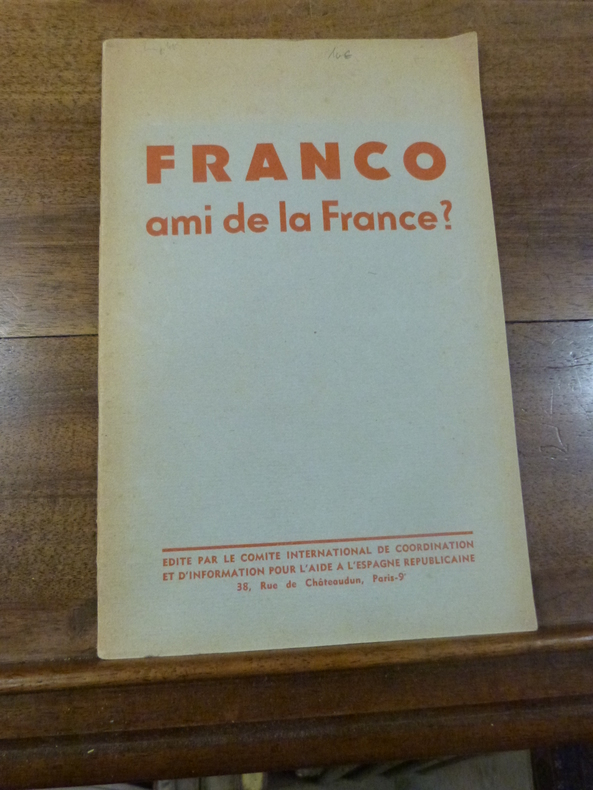 FRANCO
ami de la France?
EDITE PAR LE COMITE INTERNATIONAL DE COORDINATION
ET D'INFORMATION POUR L'AIDE A L'ESPAGNE REPUBLICAINE
38, Rue de Châteaudun, Paris-9ᵉ